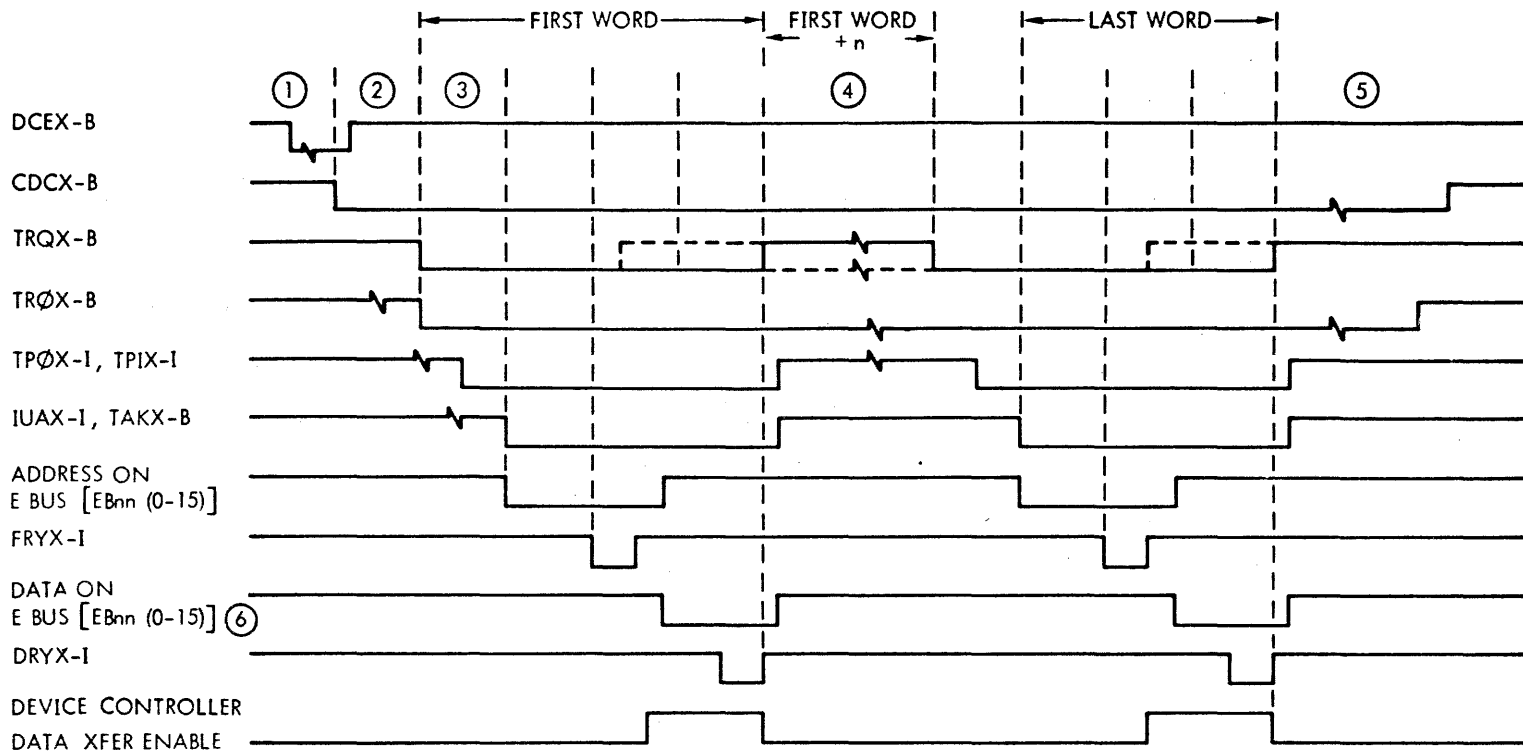 FIRST WORD
FIRST WORD
+ n
LAST WORD
1
2
3
4
5
DCEX-B
CDCX-B
TRQX-B
TRØX-B
TPØX-I, TPIX-I
IUAX-I, TAKX-B
ADDRESS ON
E BUS [EBnn (0-15)]
FRYX-I
DATA ON
E BUS [EBnn (0-15)] 6
DRYX-I
DEVICE CONTROLLER
DATA XFER ENABLE